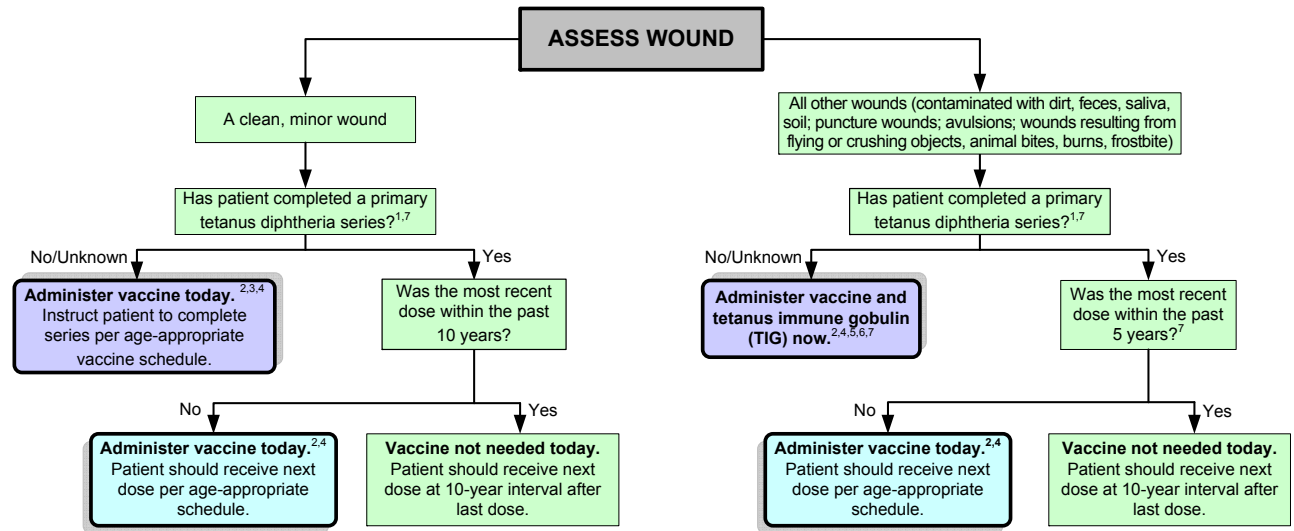 ASSESS WOUND
A clean, minor wound
All other wounds (contaminated with dirt, feces, saliva,
soil; puncture wounds; avulsions; wounds resulting from
flying or crushing objects, animal bites, burns, frostbite)
Has patient completed a primary
tetanus diphtheria series?1,7
Has patient completed a primary
tetanus diphtheria series?1,7
No/Unknown
Yes
No/Unknown
Yes
Administer vaccine today. 2,3,4
Instruct patient to complete
series per age-appropriate
vaccine schedule.
Was the most recent
dose within the past
10 years?
Administer vaccine and
tetanus immune gobulin
(TIG) now.2,4,5,6,7
Was the most recent
dose within the past
5 years?7
No
Yes
No
Yes
Administer vaccine today.2,4
Patient should receive next
dose per age-appropriate
schedule.
Vaccine not needed today.
Patient should receive next
dose at 10-year interval after
last dose.
Administer vaccine today.2,4
Patient should receive next
dose per age-appropriate
schedule.
Vaccine not needed today.
Patient should receive next
dose at 10-year interval after
last dose.